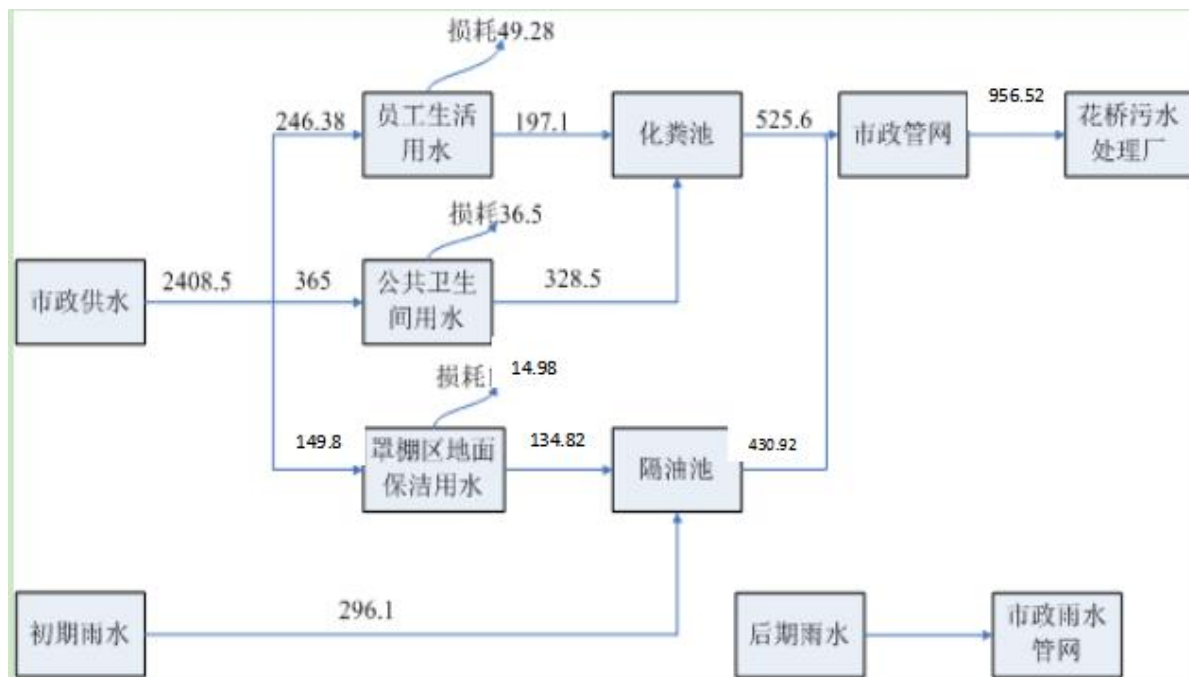 损耗49.28
246.38
员工生活
用水
197.1
化粪池
525.6
市政管网
956.52
花桥污水
处理厂
损耗36.5
市政供水
2408.5
365
公共卫生
间用水
328.5
损耗
14.98
149.8
罩棚区地面
保洁用水
134.82
隔油池
430.92
初期雨水
296.1
后期雨水
市政雨水
管网